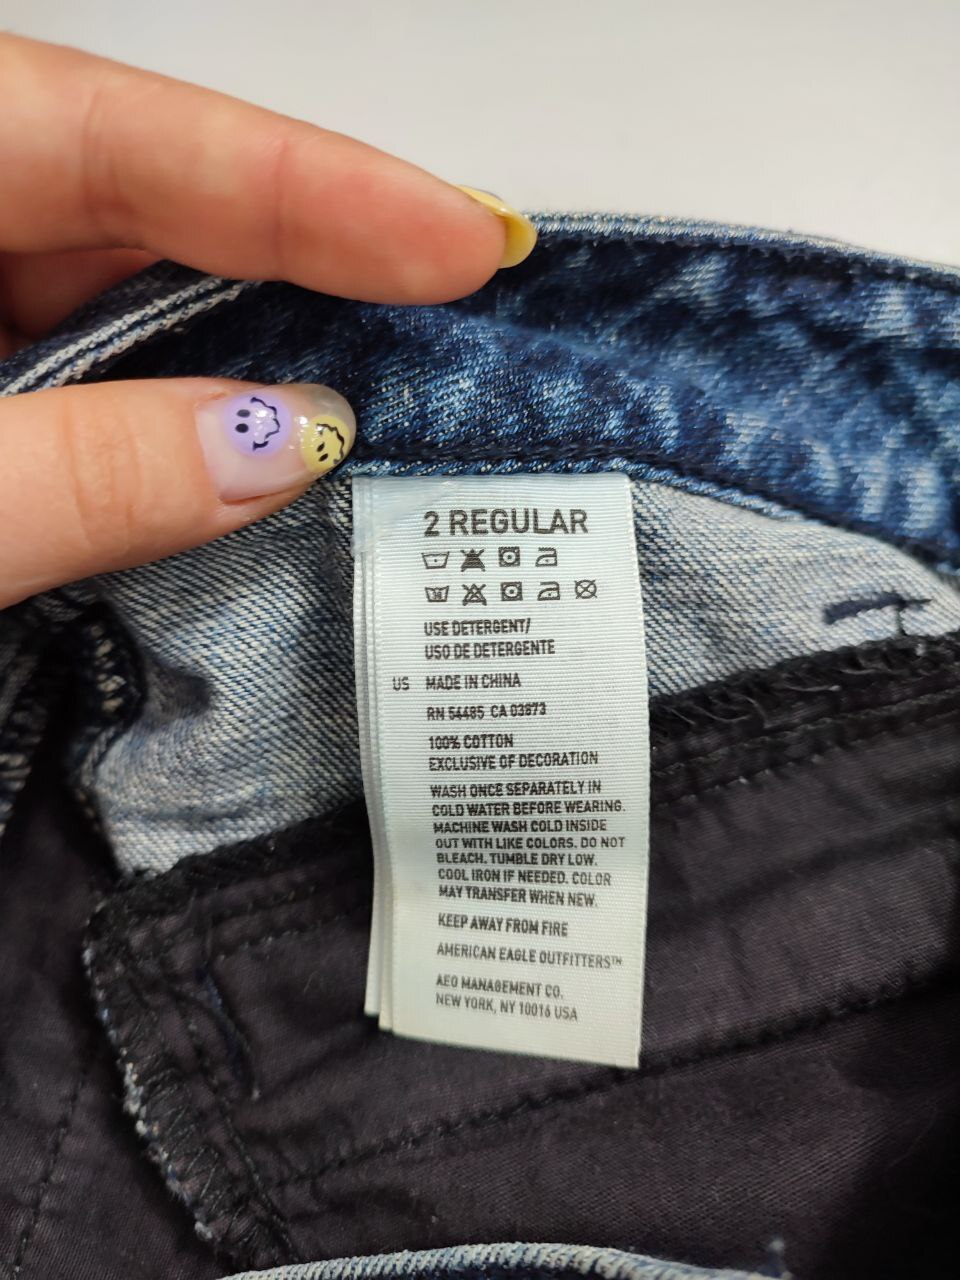 2 REGULAR
USE DETERGENT/
USO DE DETERGENTE
US MADE IN CHINA
RN 54485 CA 03873
100% COTTON
EXCLUSIVE OF DECORATION
WASH ONCE SEPARATELY IN
COLD WATER BEFORE WEARING.
MACHINE WASH COLD INSIDE
OUT WITH LIKE COLORS. DO NOT
BLEACH. TUMBLE DRY LOW.
COOL IRON IF NEEDED. COLOR
MAY TRANSFER WHEN NEW.
KEEP AWAY FROM FIRE
AMERICAN EAGLE OUTFITTERS™
AEO MANAGEMENT CO.
NEW YORK, NY 10016 USA